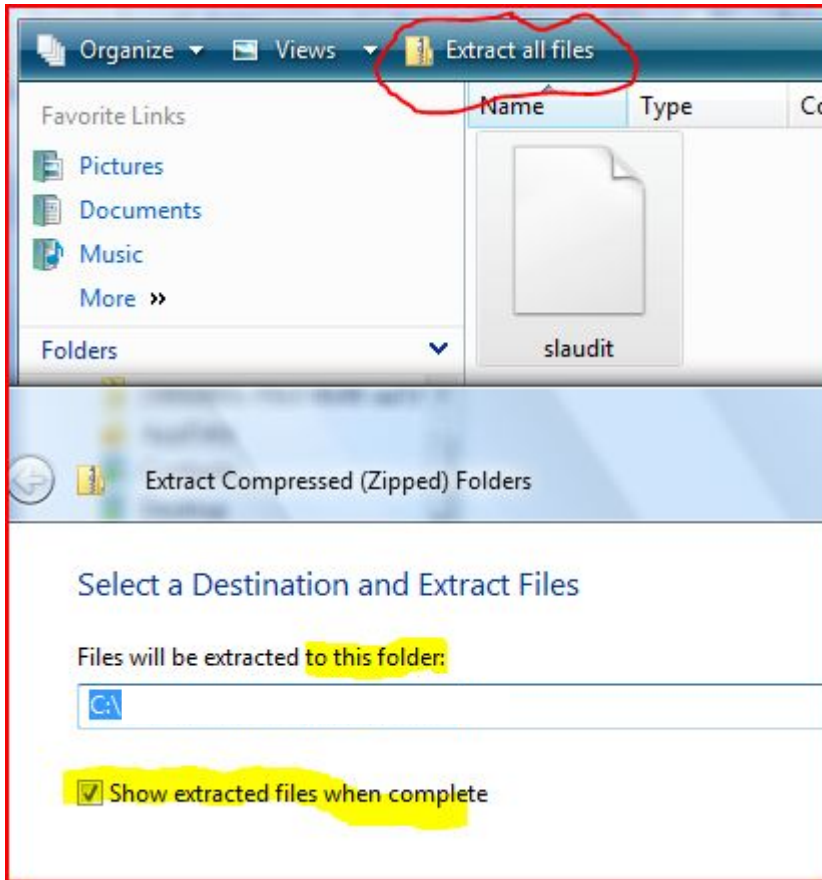 Organize Views Extract all files
Favorite Links
Name Type Co
Pictures
Documents
Music
More »
Folders
slaudit
Extract Compressed (Zipped) Folders
Select a Destination and Extract Files
Files will be extracted to this folder:
C:\
Show extracted files when complete